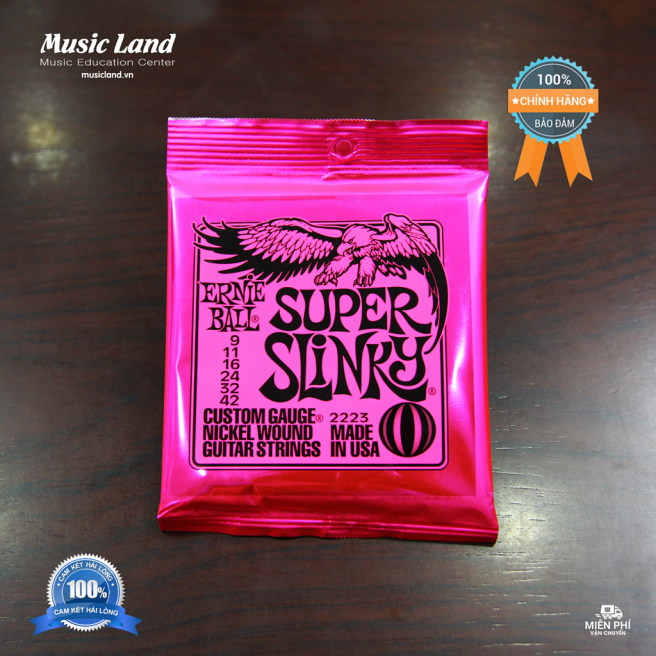 Music Land
Music Education Center
musicland.vn
100%
CHÍNH HÃNG
BẢO ĐẢM
ERNIE
BALL®
SUPER
SLINKY®
9
11
16
24
32
42
CUSTOM GAUGE® 2223
NICKEL WOUND MADE
GUITAR STRINGS IN USA
CAM KẾT HÀI LÒNG
100%
CAM KẾT HÀI LÒNG
MIỄN PHÍ
VẬN CHUYỂN